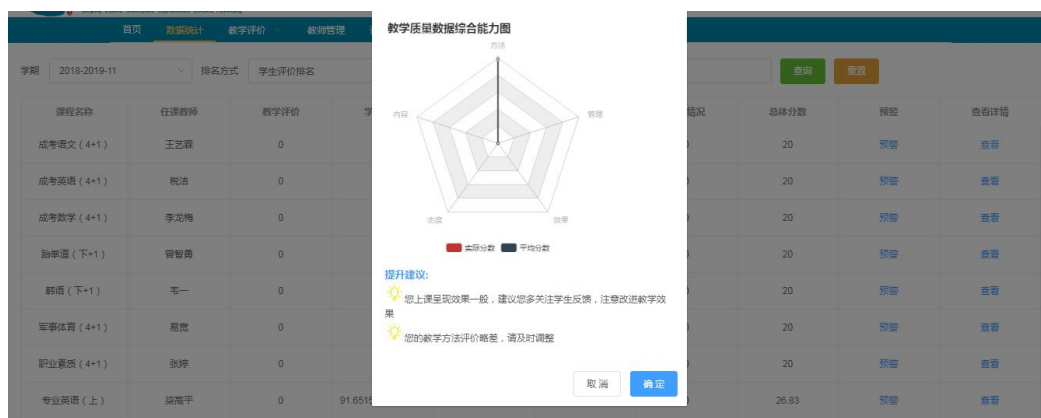 首页 数据统计 教学评价 教师管理
学期 2018-2019-11 排名方式 学生评价排名 查询 重置
课程名称 任课教师 教学评价 学 情况 总体分数 预警 查看详情
成考语文(4+1) 王艺霖 0 20 预警 查看
成考英语(4+1) 税洁 0 20 预警 查看
成考数学(4+1) 李龙梅 0 20 预警 查看
跆拳道(下+1) 曾智勇 0 20 预警 查看
韩语(下+1) 韦一 0 20 预警 查看
军事体育(4+1) 易宽 0 20 预警 查看
职业素质(4+1) 张婷 0 20 预警 查看
专业英语(上) 0 91.651 26.83 预警 查看
教学质量数据综合能力图
方法
内容 管理
态度 效果
实际分数 平均分数
提升建议:
您上课呈现效果一般,建议您多关注学生反馈,注意改进教学效
果
您的教学方法评价略差,请及时调整
取消 确定